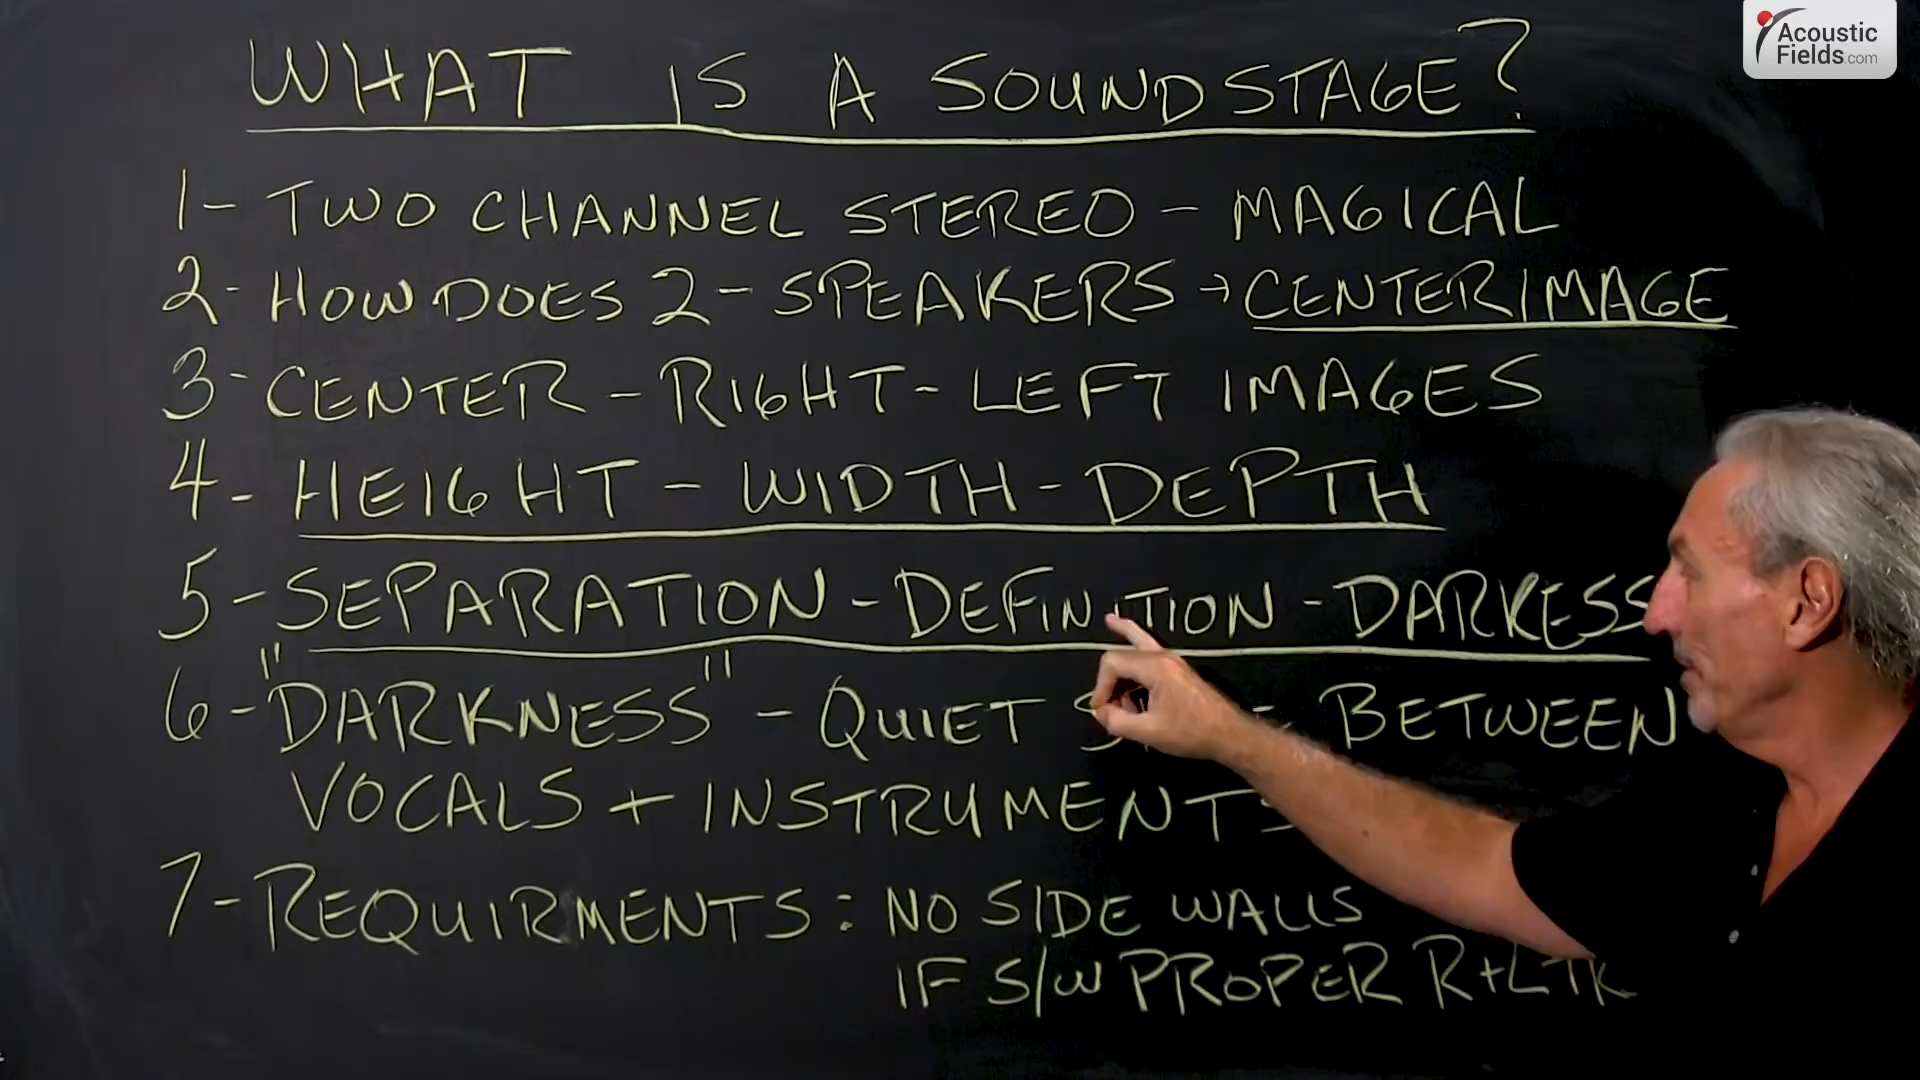 Acoustic
Fields.com
WHAT IS A SOUNDSTAGE?
1- TWO CHANNEL STEREO - MAGICAL
2- HOW DOES 2- SPEAKERS → CENTER IMAGE
3- CENTER - RIGHT - LEFT IMAGES
4- HEIGHT - WIDTH - DEPTH
5- SEPARATION - DEFINITION - DARKESS
6- "DARKNESS" - QUIET BETWEEN
VOCALS + INSTRUMENTS
7- REQUIRMENTS: NO SIDE WALLS
IF S/W PROPER R+L TR